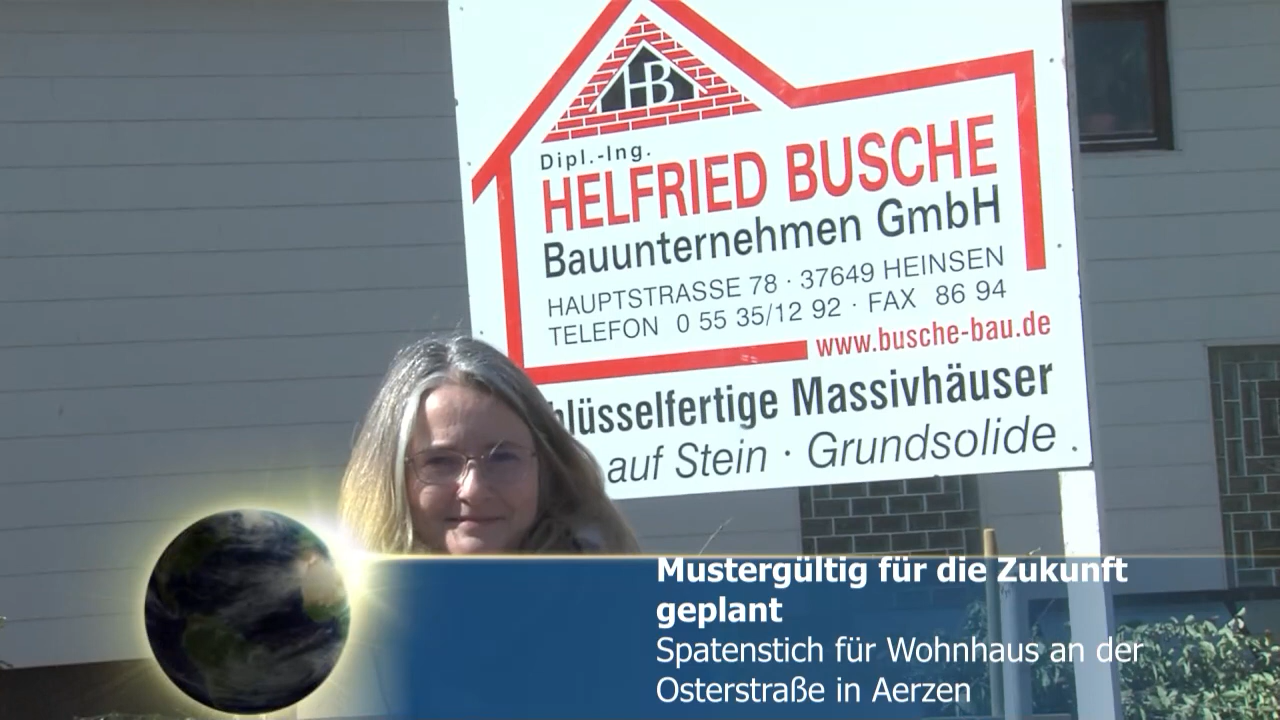 HB
Dipl.-Ing.
HELFRIED BUSCHE
Bauunternehmen GmbH
HAUPTSTRASSE 78 · 37649 HEINSEN
TELEFON 0 55 35/12 92 · FAX 86 94
www.busche-bau.de
hlüsselfertige Massivhäuser
auf Stein · Grundsolide .
Mustergültig für die Zukunft
geplant
Spatenstich für Wohnhaus an der
Osterstraße in Aerzen